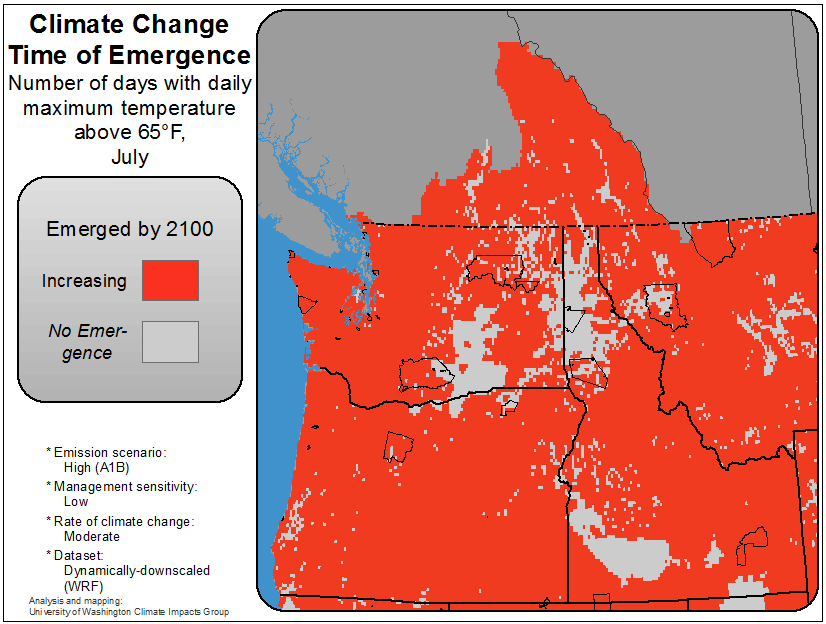 Climate Change
Time of Emergence
Number of days with daily
maximum temperature
above 65°F,
July
Emerged by 2100
Increasing
No Emer-
gence
* Emission scenario:
High (A1B)
* Management sensitivity:
Low
* Rate of climate change:
Moderate
* Dataset:
Dynamically-downscaled
(WRF)
Analysis and mapping:
University of Washington Climate Impacts Group